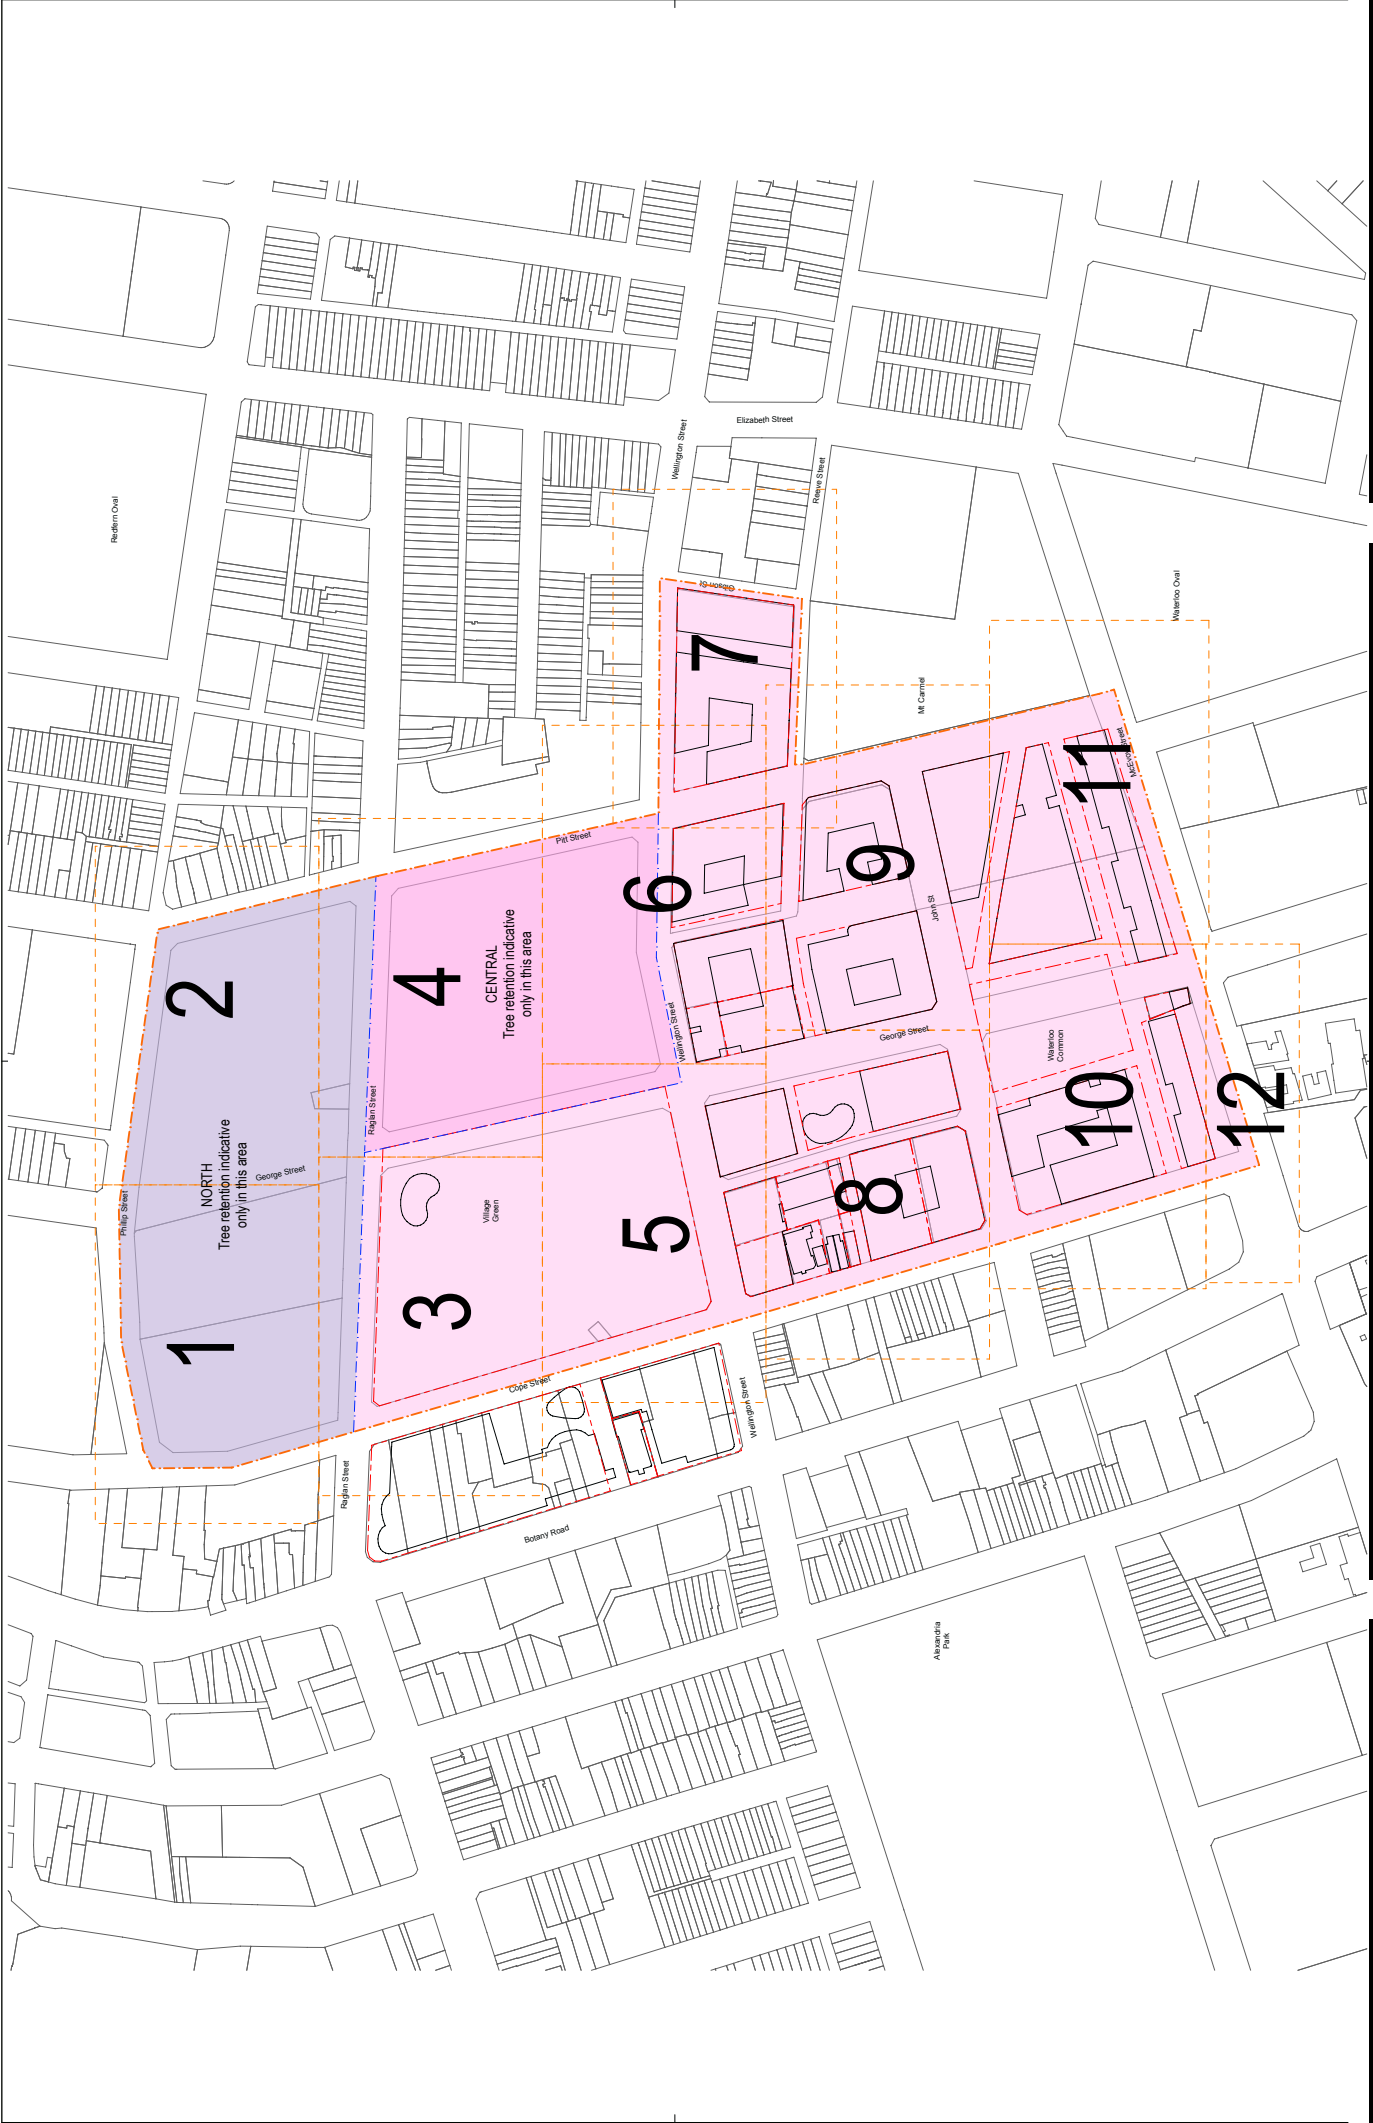 Redfern Oval
Elizabeth Street
Wellington Street
Reeve Street
Gibson St
Waterloo Oval
Mt Carmel
7
McEvoy Street
11
Pitt Street
6
9
John St
2
4
CENTRAL
Tree retention indicative
only in this area
Wellington Street
George Street
Waterloo
Common
Raglan Street
10
12
NORTH
Tree retention indicative
only in this area
George Street
Phillip Street
Village
Green
5
8
1
3
Cope Street
Wellington Street
Raglan Street
Botany Road
Alexandria
Park